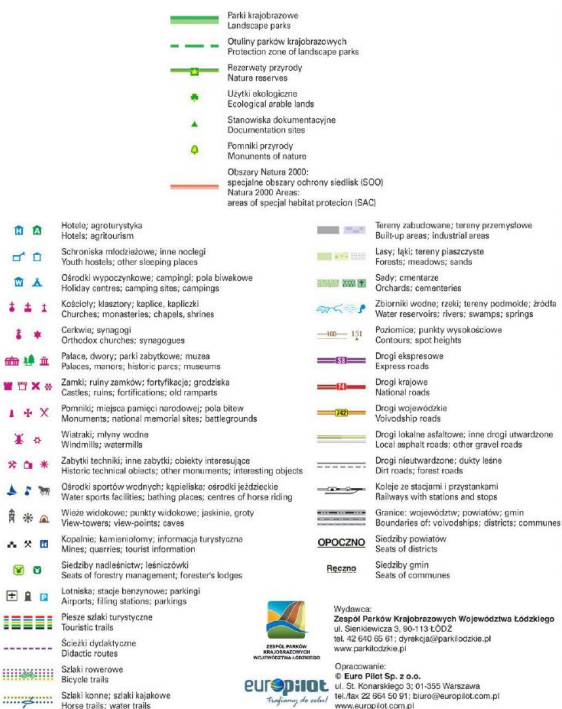 Parki krajobrazowe
Landscape parks
Otuliny parków krajobrazowych
Protection zone of landscape parks
Rezerwaty przyrody
Nature reserves
Użytki ekologiczne
Ecological arable lands
Stanowiska dokumentacyjne
Documentation sites
Pomniki przyrody
Monunents of nature
Obszary Natura 2000:
specjalne obszary ochrony siedlisk (SOO)
Natura 2000 Areas:
areas of specjal habitat protecion (SAC)
H A
Hotele; agroturystyka
Hotels; agritourism
Schroniska młodzieżowe; inne noclegi
Youth hostels; other sleeping places
Ośrodki wypoczynkowe; campingi; pola biwakowe
Holiday centres; camping sites; campings
Kościoły; klasztory; kaplice, kapliczki
Churches; monasteries; chapels, shrines
Cerkwie; synagogi
Orthodox churches; synagogues
Pałace, dwory; parki zabytkowe; muzea
Palaces, manors; historic parcs; museums
Zamki; ruiny zamków; fortyfikacje; grodziska
Castles; ruins; fortifications; old ramparts
Pomniki; miejsca pamięci narodowej; pola bitew
Monuments; national memorial sites; battlegrounds
Wiatraki; młyny wodne
Windmills; watermills
Zabytki techniki; inne zabytki; obiekty interesujące
Historic technical objects; other monuments; interesting objects
Ośrodki sportów wodnych; kąpieliska; ośrodki jeździeckie
Water sports facilities; bathing places; centres of horse riding
Wieże widokowe; punkty widokowe; jaskinie, groty
View-towers; view-points; caves
Kopalnie; kamieniołomy; informacja turystyczna
Mines; quarries; tourist information
Siedziby nadleśnictw; leśniczówki
Seats of forestry management; forester's lodges
Lotniska; stacje benzynowe; parkingi
Airports; filling stations; parkings
Piesze szlaki turystyczne
Touristic trails
Ścieżki dydaktyczne
Didactic routes
Szlaki rowerowe
Bicycle trails
Szlaki konne; szlaki kajakowe
Horse trails; water trails
Tereny zabudowane; tereny przemysłowe
Built-up areas; industrial areas
Lasy; łąki; tereny piaszczyste
Forests; meadows; sands
Sady; cmentarze
Orchards; cementeries
Zbiorniki wodne; rzeki; tereny podmokłe; źródła
Water reservoirs; rivers; swamps; springs
160 151
Poziomice; punkty wysokościowe
Contours; spot heights
S8
Drogi ekspresowe
Express roads
74
Drogi krajowe
National roads
742
Drogi wojewódzkie
Voivodship roads
Drogi lokalne asfaltowe; inne drogi utwardzone
Local asphalt roads; other gravel roads
Drogi nieutwardzone; dukty leśne
Dirt roads; forest roads
Koleje ze stacjami i przystankami
Railways with stations and stops
Granice: województw; powiatów; gmin
Boundaries of: voivodships; districts; communes
OPOCZNO
Siedziby powiatów
Seats of districts
Ręczno
Siedziby gmin
Seats of communes
ZESPÓŁ PARKÓW
KRAJOBRAZOWYCH
WOJEWÓDZTWA ŁÓDZKIEGO
Wydawca:
Zespół Parków Krajobrazowych Województwa Łódzkiego
ul. Sienkiewicza 3, 90-113 ŁÓDŹ
tel. 42 640 65 61; dyrekcja@parkilodzkie.pl
www.parkilodzkie.pl
europilot
Trafiamy do celu!
Opracowanie:
© Euro Pilot Sp. z o.o.
ul. St. Konarskiego 3; 01-355 Warszawa
tel./fax 22 664 50 91; biuro@europilot.com.pl
www.europilot.com.pl